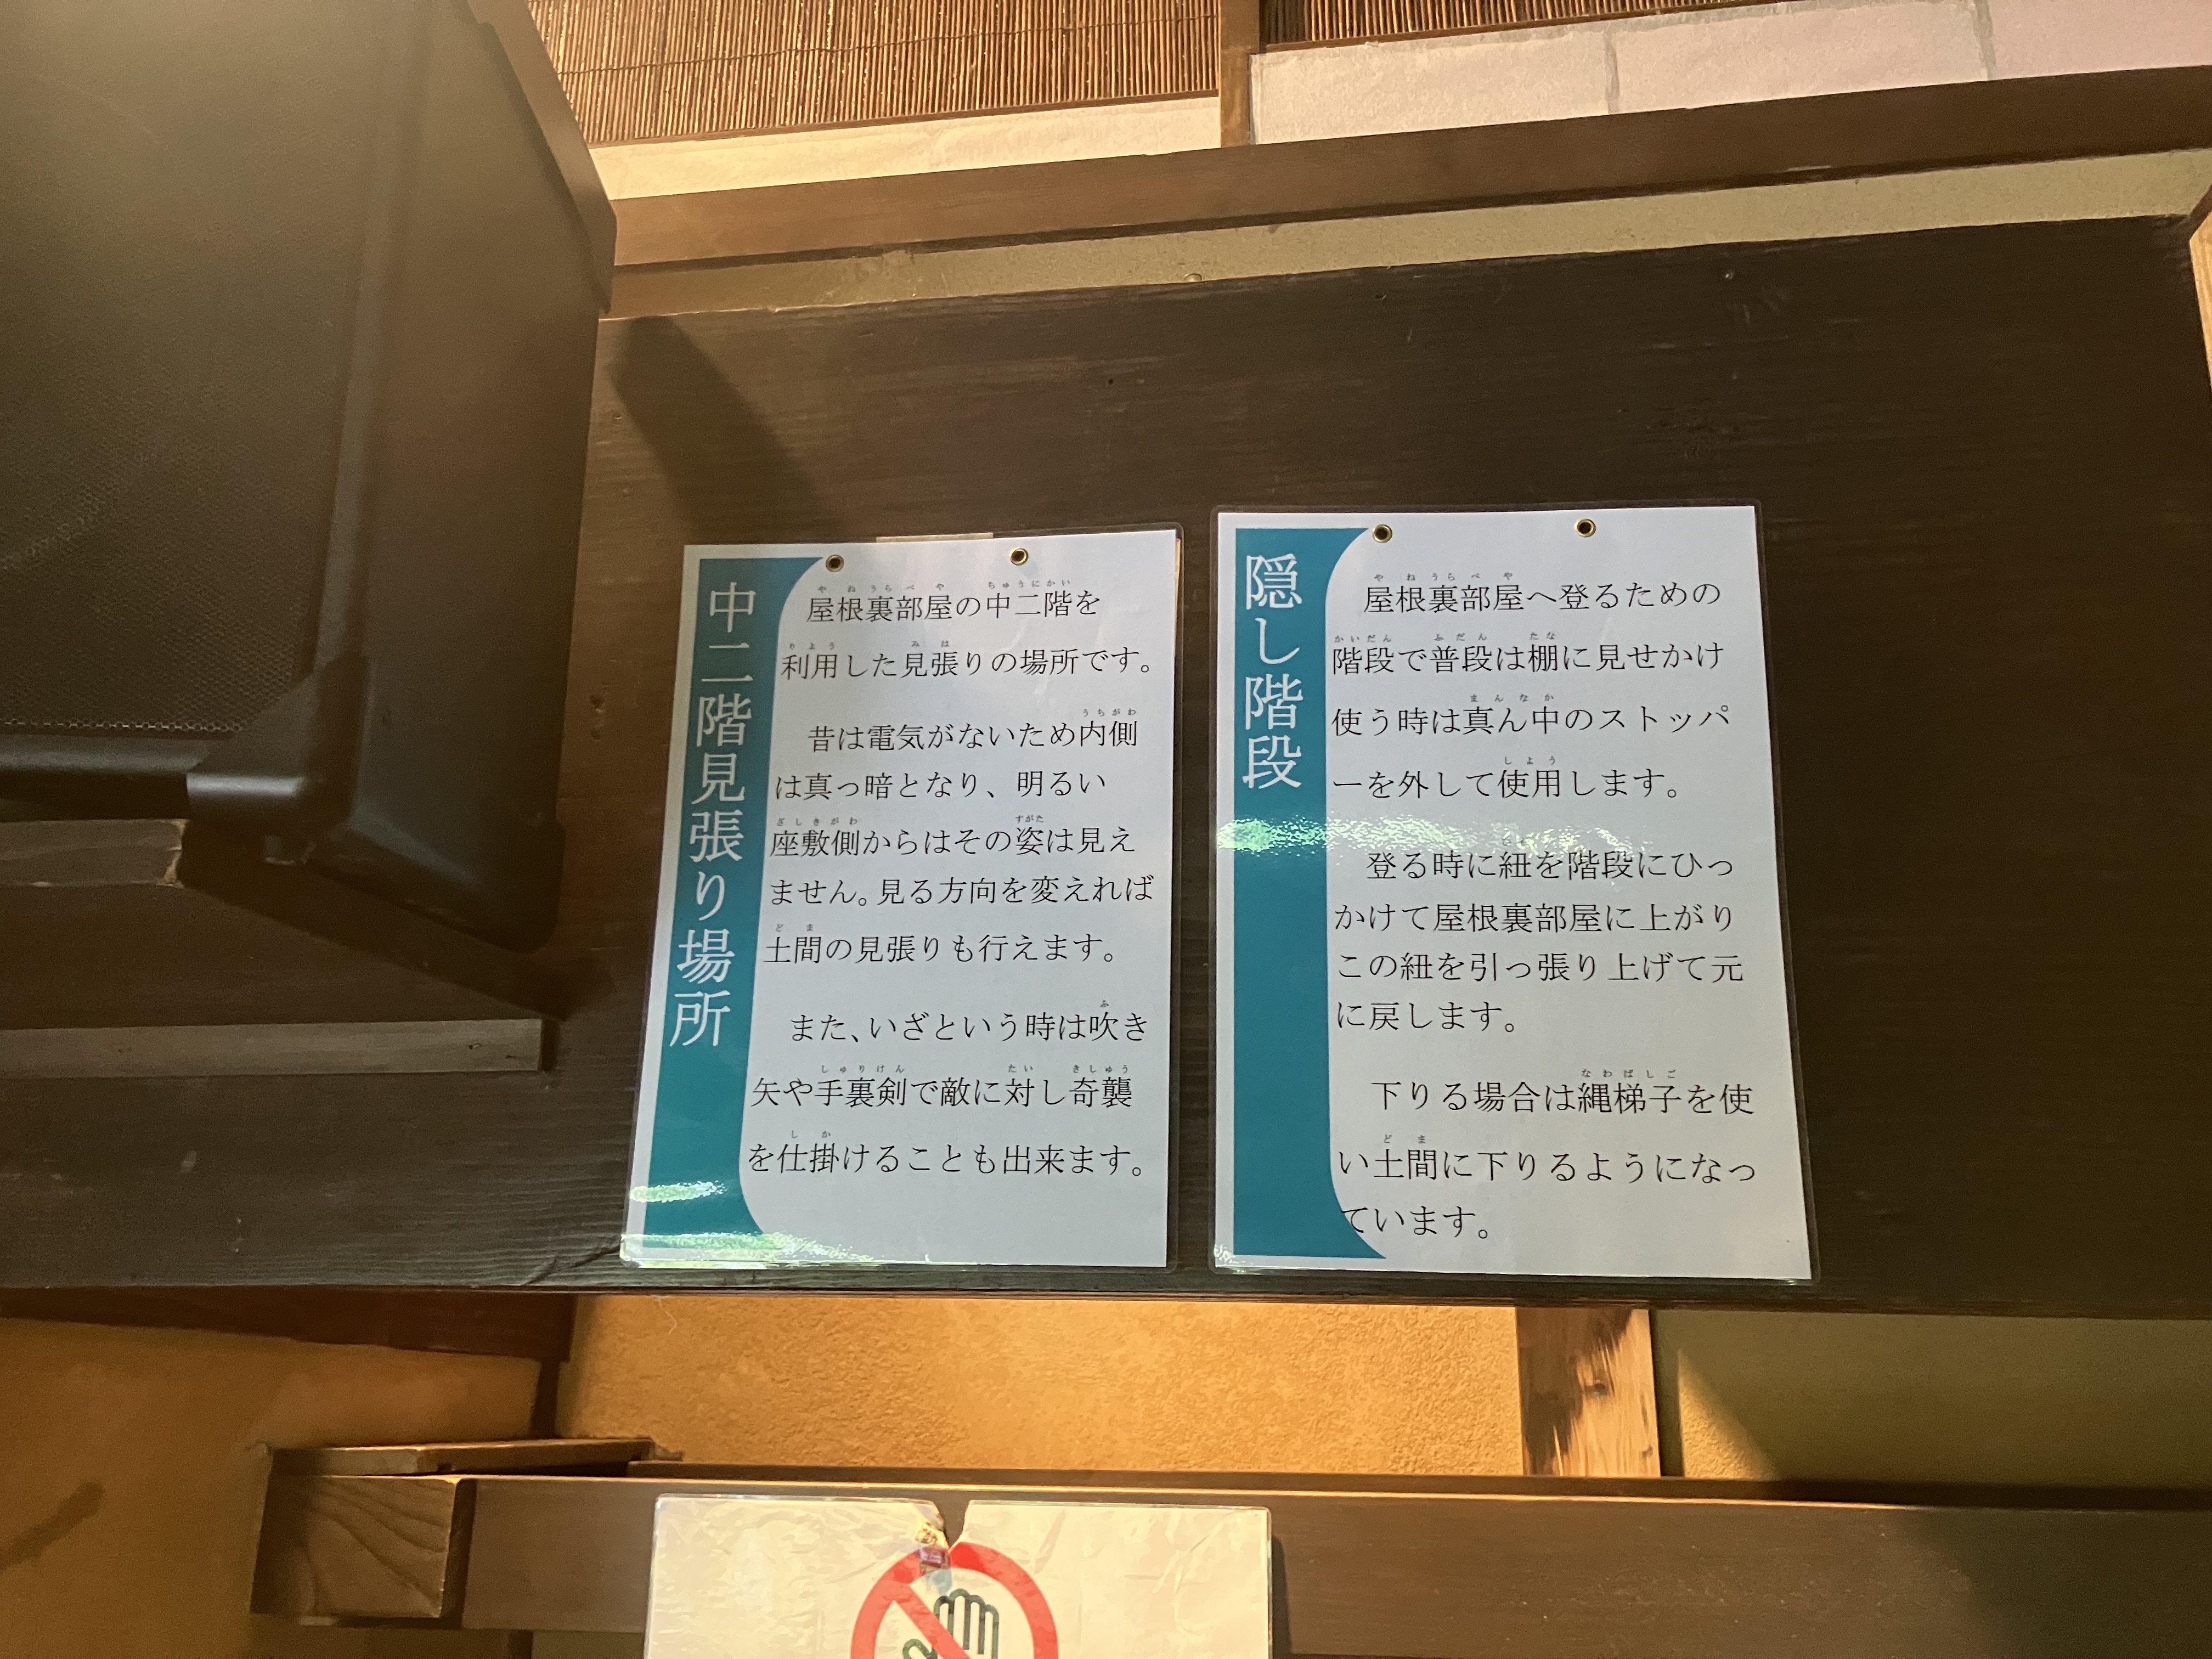 中二階見張り場所
屋根裏部屋の中二階を
利用した見張りの場所です。
昔は電気がないため内側
は真っ暗となり、明るい
座敷側からはその姿は見え
ません。見る方向を変えれば
土間の見張りも行えます。
また、いざという時は吹き
矢や手裏剣で敵に対し奇襲
を仕掛けることも出来ます。
隠し階段
屋根裏部屋へ登るための
階段で普段は棚に見せかけ
使う時は真ん中のストッパ
ーを外して使用します。
登る時に紐を階段にひっ
かけて屋根裏部屋に上がり
この紐を引っ張り上げて元
に戻します。
下りる場合は縄梯子を使
い土間に下りるようになっ
ています。